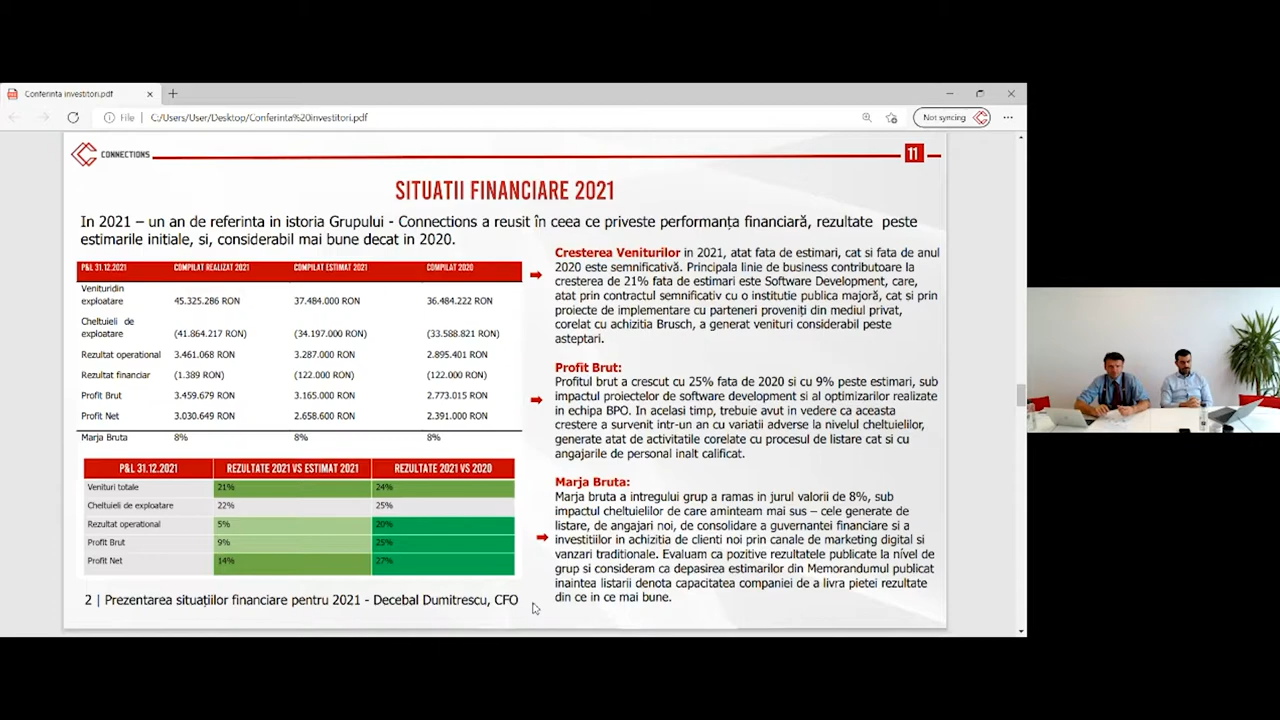 Conferinta investitori.pdf
File C:/Users/User/Desktop/Conferinta%20investitori.pdf
Not syncing
CONNECTIONS
11
SITUATII FINANCIARE 2021
In 2021 – un an de referinta in istoria Grupului - Connections a reusit în ceea ce priveste performanța financiară, rezultate peste
estimarile initiale, si, considerabil mai bune decat in 2020.
P&L 31.12.2021 COMPILAT REALIZAT 2021 COMPILAT ESTIMAT 2021 COMPILAT 2020
Venituridin
exploatare 45.325.286 RON 37.484.000 RON 36.484.222 RON
Cheltuieli de
exploatare (41.864.217 RON) (34.197.000 RON) (33.588.821 RON)
Rezultat operational 3.461.068 RON 3.287.000 RON 2.895.401 RON
Rezultat financiar (1.389 RON) (122.000 RON) (122.000 RON)
Profit Brut 3.459.679 RON 3.165.000 RON 2.773.015 RON
Profit Net 3.030.649 RON 2.658.600 RON 2.391.000 RON
Marja Bruta 8% 8% 8%
P&L 31.12.2021 REZULTATE 2021 VS ESTIMAT 2021 REZULTATE 2021 VS 2020
Venituri totale 21% 24%
Cheltuieli de exploatare 22% 25%
Rezultat operational 5% 20%
Profit Brut 9% 25%
Profit Net 14% 27%
Cresterea Veniturilor in 2021, atat fata de estimari, cat si fata de anul
2020 este semnificativă. Principala linie de business contributoare la
cresterea de 21% fata de estimari este Software Development, care,
atat prin contractul semnificativ cu o institutie publica majoră, cat si prin
proiecte de implementare cu parteneri proveniți din mediul privat,
corelat cu achizitia Brusch, a generat venituri considerabil peste
asteptari.
Profit Brut:
Profitul brut a crescut cu 25% fata de 2020 si cu 9% peste estimari, sub
impactul proiectelor de software development si al optimizarilor realizate
in echipa BPO. In acelasi timp, trebuie avut in vedere ca aceasta
crestere a survenit intr-un an cu variatii adverse la nivelul cheltuielilor,
generate atat de activitatile corelate cu procesul de listare cat si cu
angajarile de personal inalt calificat.
Marja Bruta:
Marja bruta a intregului grup a ramas in jurul valorii de 8%, sub
impactul cheltuielilor de care aminteam mai sus – cele generate de
listare, de angajari noi, de consolidare a guvernantei financiare si a
investitiilor in achizitia de clienti noi prin canale de marketing digital si
vanzari traditionale. Evaluam ca pozitive rezultatele publicate la nivel de
grup si consideram ca depasirea estimarilor din Memorandumul publicat
inaintea listarii denota capacitatea companiei de a livra pietei rezultate
din ce in ce mai bune.
2 | Prezentarea situațiilor financiare pentru 2021 - Decebal Dumitrescu, CFO